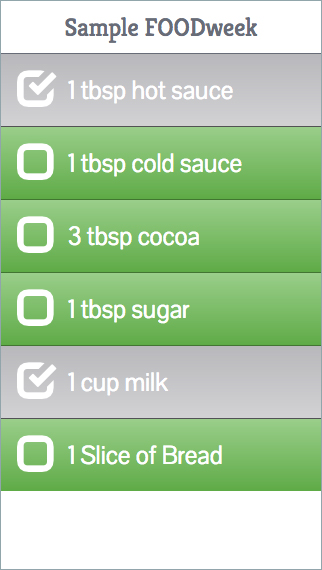 Sample FOODweek
1 tbsp hot sauce
1 tbsp cold sauce
3 tbsp cocoa
1 tbsp sugar
1 cup milk
1 Slice of Bread